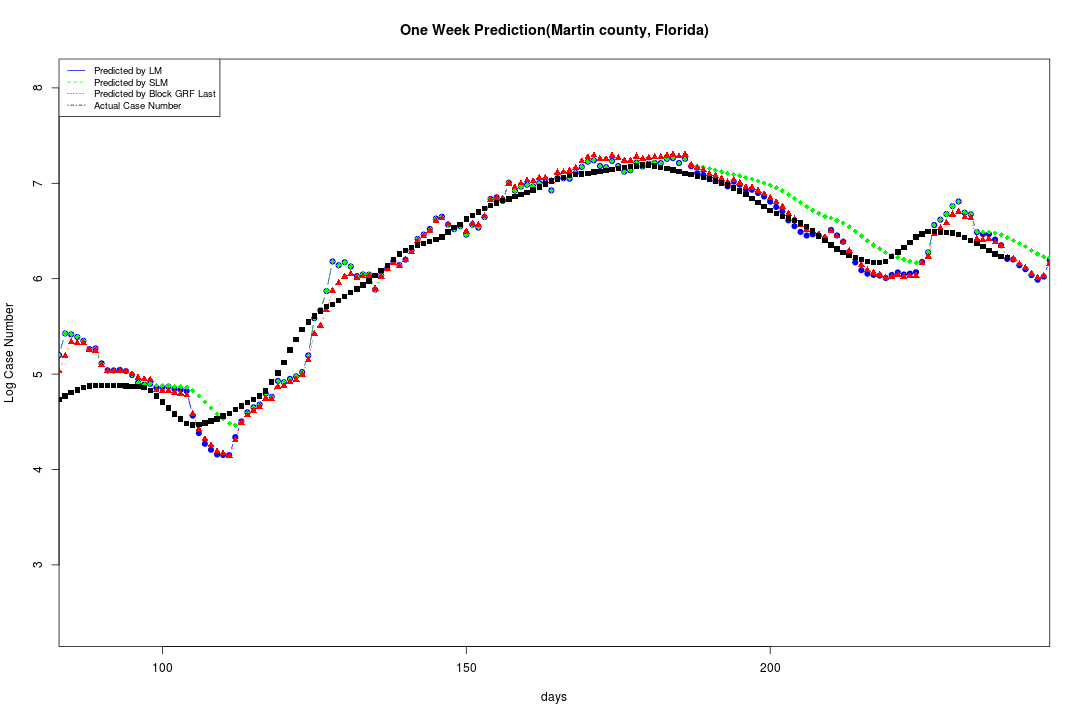 One Week Prediction(Martin county, Florida)
Predicted by LM
Predicted by SLM
Predicted by Block GRF Last
Actual Case Number
8
7
6
5
4
3
Log Case Number
100 150 200
days